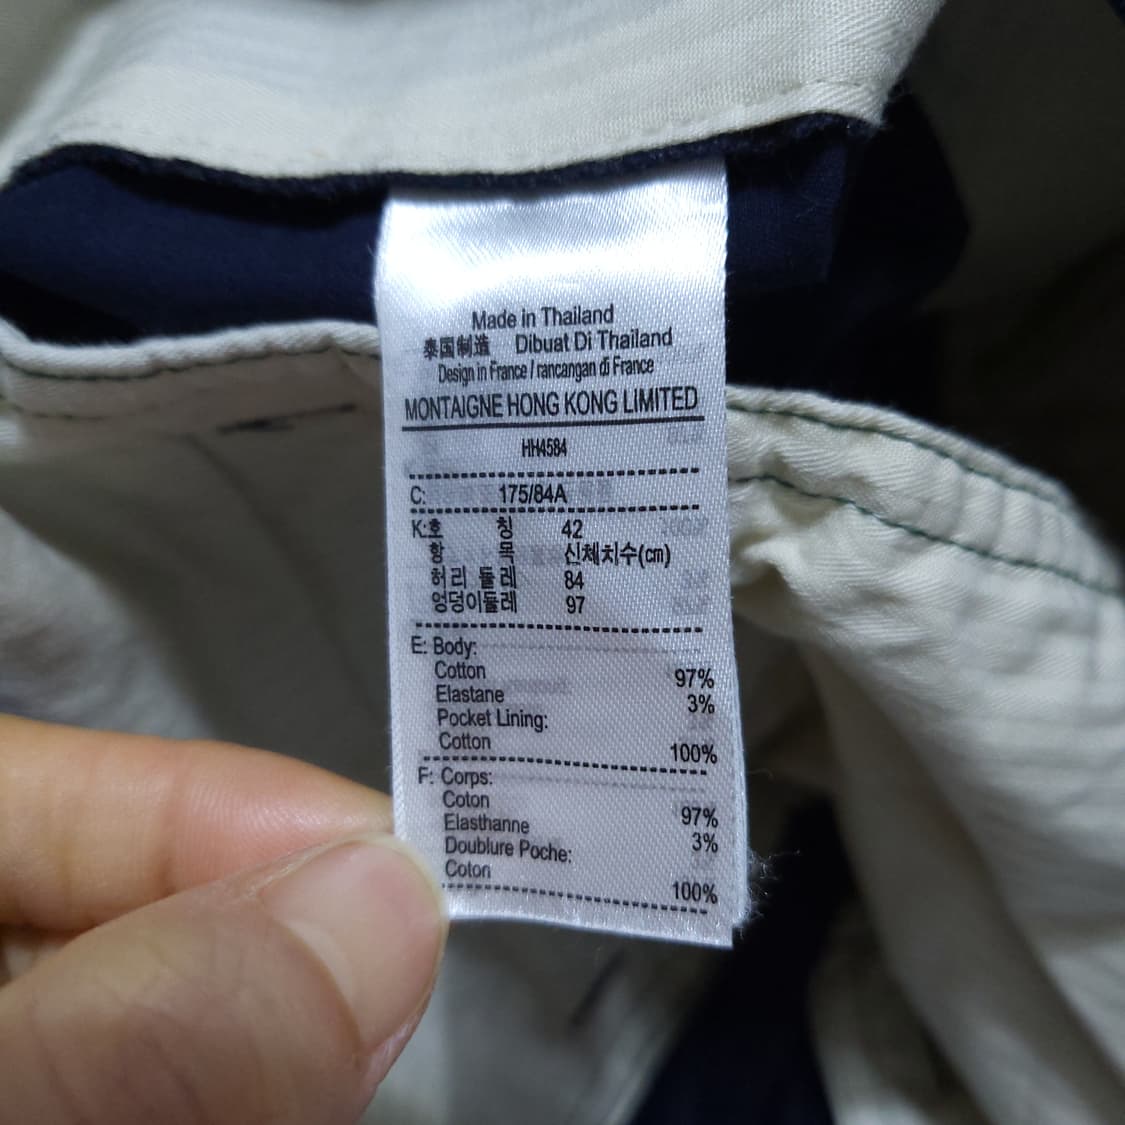 Made in Thailand
泰国制造 Dibuat Di Thailand
Design in France / rancangan di France
MONTAIGNE HONG KONG LIMITED
HH4584
C: 175/84A
K:호 칭 42
항 목 신체치수(㎝)
허리 둘레 84
엉덩이둘레 97
E: Body:
Cotton 97%
Elastane 3%
Pocket Lining:
Cotton 100%
F: Corps:
Coton 97%
Elasthanne 3%
Doublure Poche:
Coton 100%